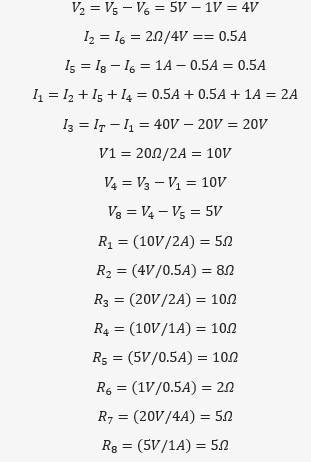 V₂ = V₅ − V₆ = 5V − 1V = 4V
I₂ = I₆ = 2Ω/4V == 0.5A
I₅ = I₈ − I₆ = 1A − 0.5A = 0.5A
I₁ = I₂ + I₅ + I₄ = 0.5A + 0.5A + 1A = 2A
I₃ = I_T − I₁ = 40V − 20V = 20V
V1 = 20Ω/2A = 10V
V₄ = V₃ − V₁ = 10V
V₈ = V₄ − V₅ = 5V
R₁ = (10V/2A) = 5Ω
R₂ = (4V/0.5A) = 8Ω
R₃ = (20V/2A) = 10Ω
R₄ = (10V/1A) = 10Ω
R₅ = (5V/0.5A) = 10Ω
R₆ = (1V/0.5A) = 2Ω
R₇ = (20V/4A) = 5Ω
R₈ = (5V/1A) = 5Ω